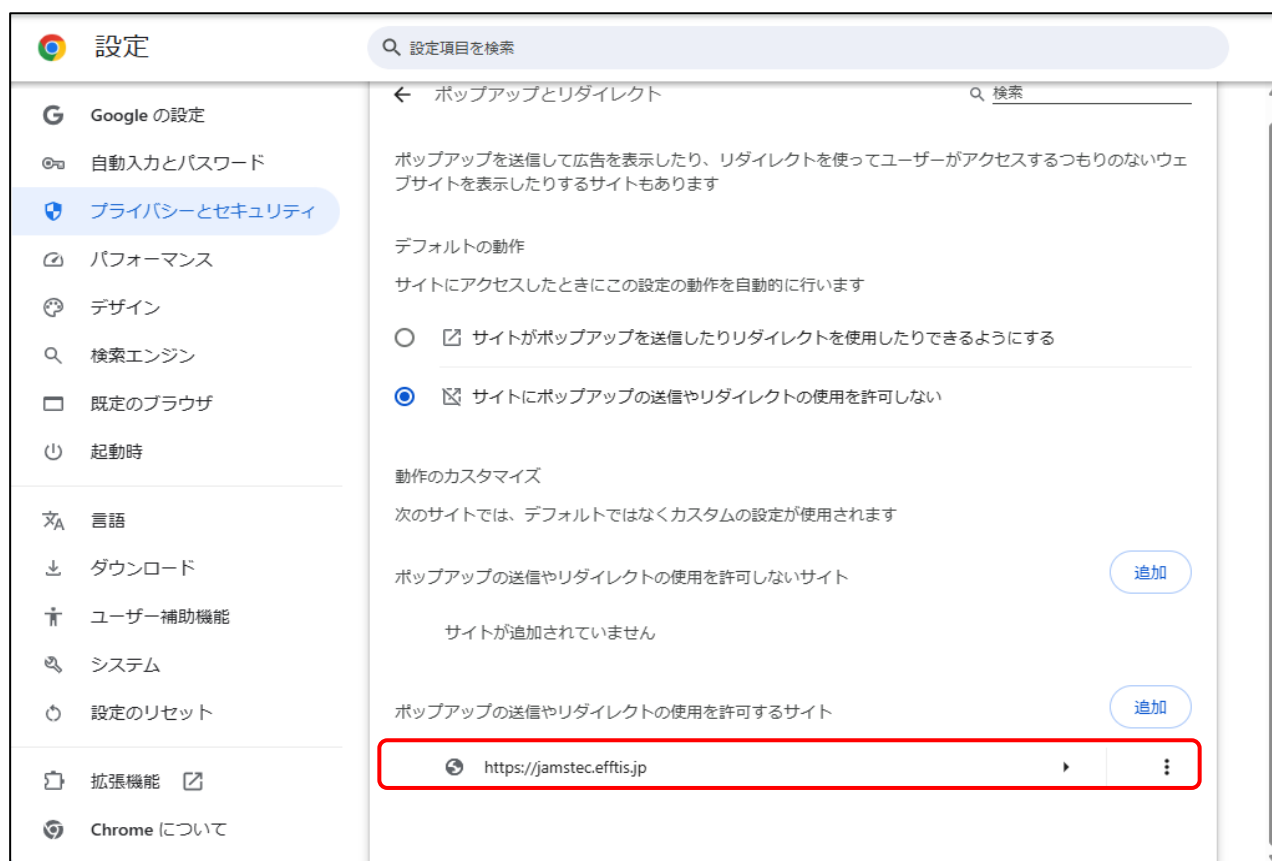 設定
設定項目を検索
Google の設定
自動入力とパスワード
プライバシーとセキュリティ
パフォーマンス
デザイン
検索エンジン
既定のブラウザ
起動時
言語
ダウンロード
ユーザー補助機能
システム
設定のリセット
拡張機能
Chrome について
ポップアップとリダイレクト
検索
ポップアップを送信して広告を表示したり、リダイレクトを使ってユーザーがアクセスするつもりのないウェ
ブサイトを表示したりするサイトもあります
デフォルトの動作
サイトにアクセスしたときにこの設定の動作を自動的に行います
サイトがポップアップを送信したりリダイレクトを使用したりできるようにする
サイトにポップアップの送信やリダイレクトの使用を許可しない
動作のカスタマイズ
次のサイトでは、デフォルトではなくカスタムの設定が使用されます
ポップアップの送信やリダイレクトの使用を許可しないサイト
追加
サイトが追加されていません
ポップアップの送信やリダイレクトの使用を許可するサイト
追加
https://jamstec.efftis.jp